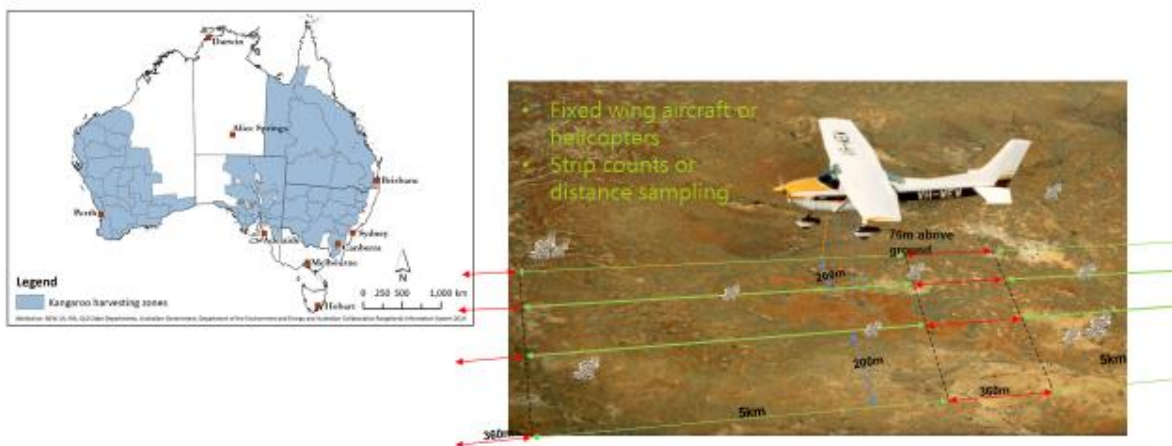 Darwin
Alice Springs
Brisbane
Perth
Adelaide
Sydney
Canberra
Melbourne
Hobart
N
Legend
Kangaroo harvesting zones
0 250 500 1,000 km
• Fixed wing aircraft or
helicopters
• Strip counts or
distance sampling
76m above
ground
200m
200m
5km
360m
5km
360m